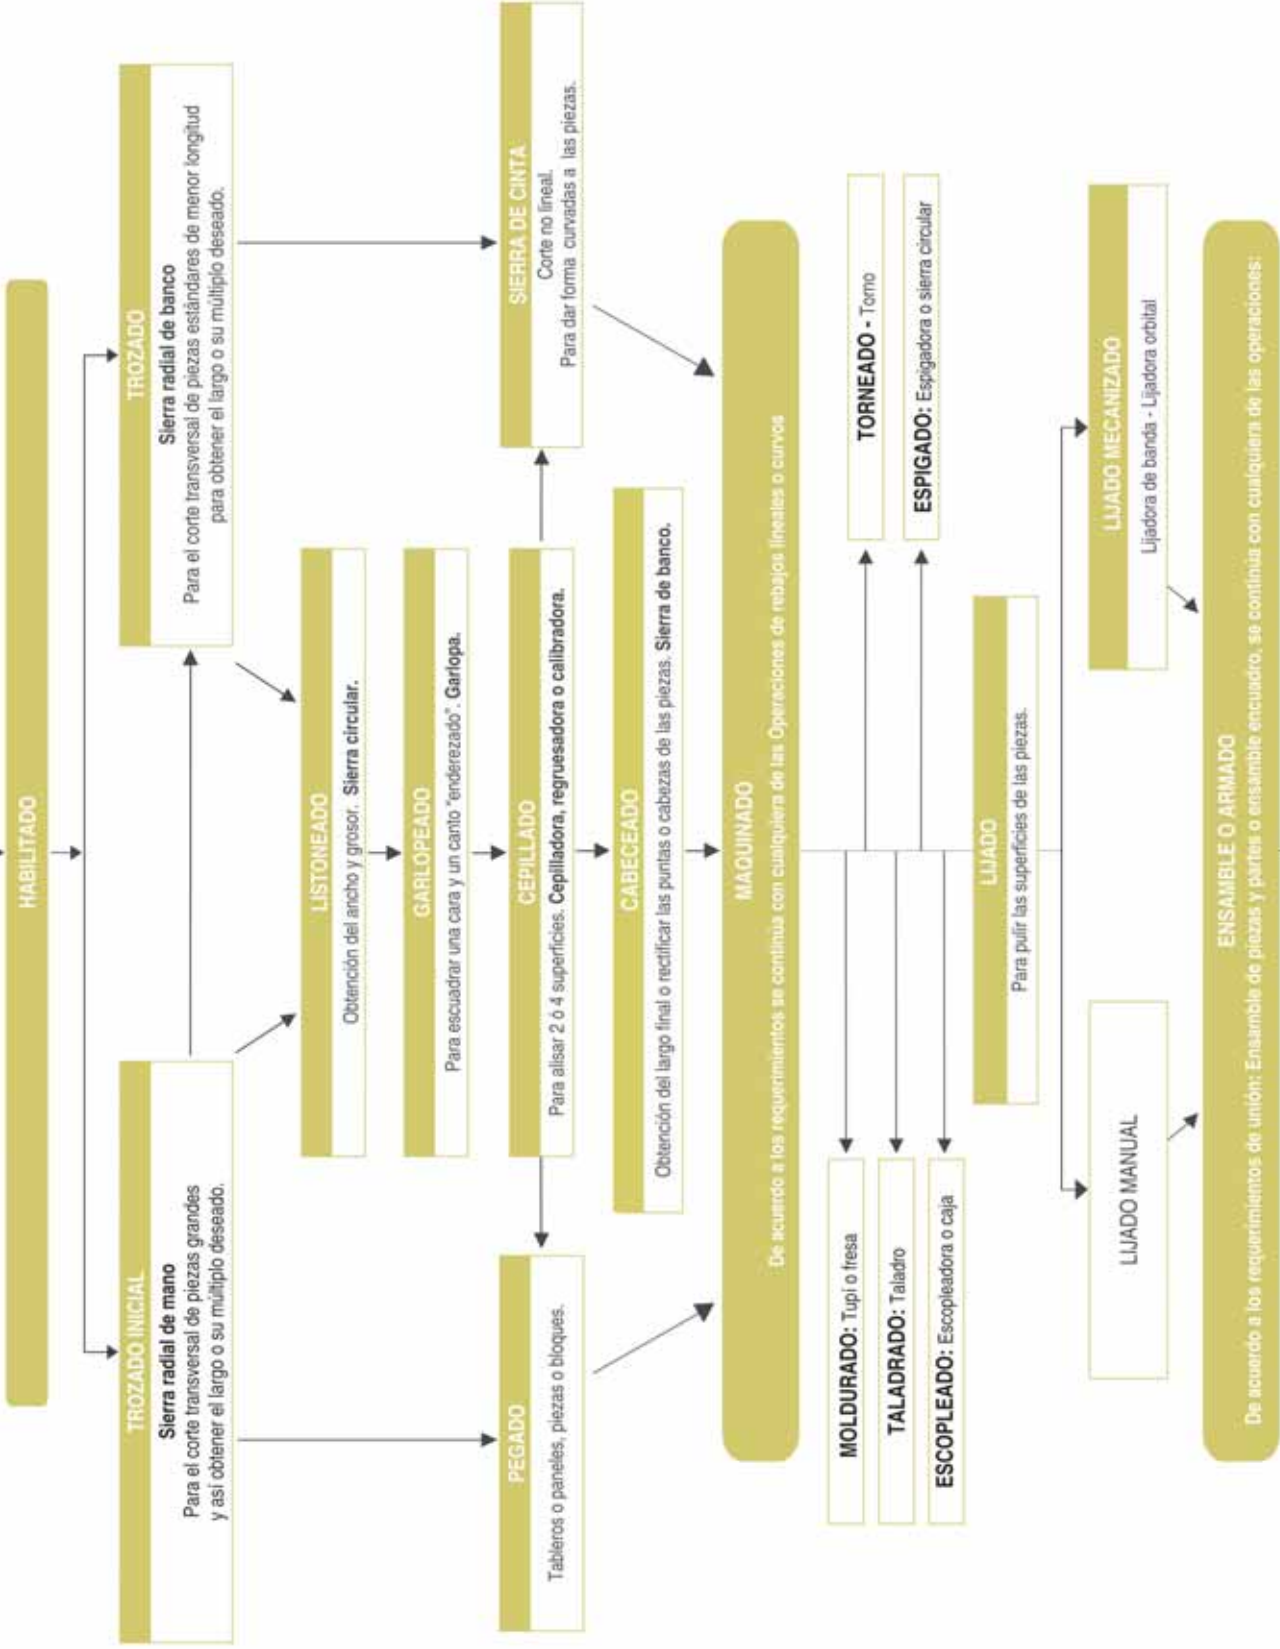 HABILITADO
TROZADO INICIAL
Sierra radial de mano
Para el corte transversal de piezas grandes
y así obtener el largo o su múltiplo deseado.
TROZADO
Sierra radial de banco
Para el corte transversal de piezas estándares de menor longitud
para obtener el largo o su múltiplo deseado.
LISTONEADO
Obtención del ancho y grosor. Sierra circular.
GARLOPEADO
Para escuadrar una cara y un canto "enderezado". Garlopa.
PEGADO
Tableros o paneles, piezas o bloques.
CEPILLADO
Para alisar 2 ó 4 superficies. Cepilladora, regruesadora o calibradora.
SIERRA DE CINTA
Corte no lineal.
Para dar forma curvadas a las piezas.
CABECEADO
Obtención del largo final o rectificar las puntas o cabezas de las piezas. Sierra de banco.
MAQUINADO
De acuerdo a los requerimientos se continúa con cualquiera de las Operaciones de rebajos lineales o curvos
MOLDURADO: Tupi o fresa
TALADRADO: Taladro
ESCOPLEADO: Escopleadora o caja
TORNEADO - Torno
ESPIGADO: Espigadora o sierra circular
LIJADO
Para pulir las superficies de las piezas.
LIJADO MANUAL
LIJADO MECANIZADO
Lijadora de banda - Lijadora orbital
ENSAMBLE O ARMADO
De acuerdo a los requerimientos de unión: Ensamble de piezas y partes o ensamble encuadro, se continúa con cualquiera de las operaciones: